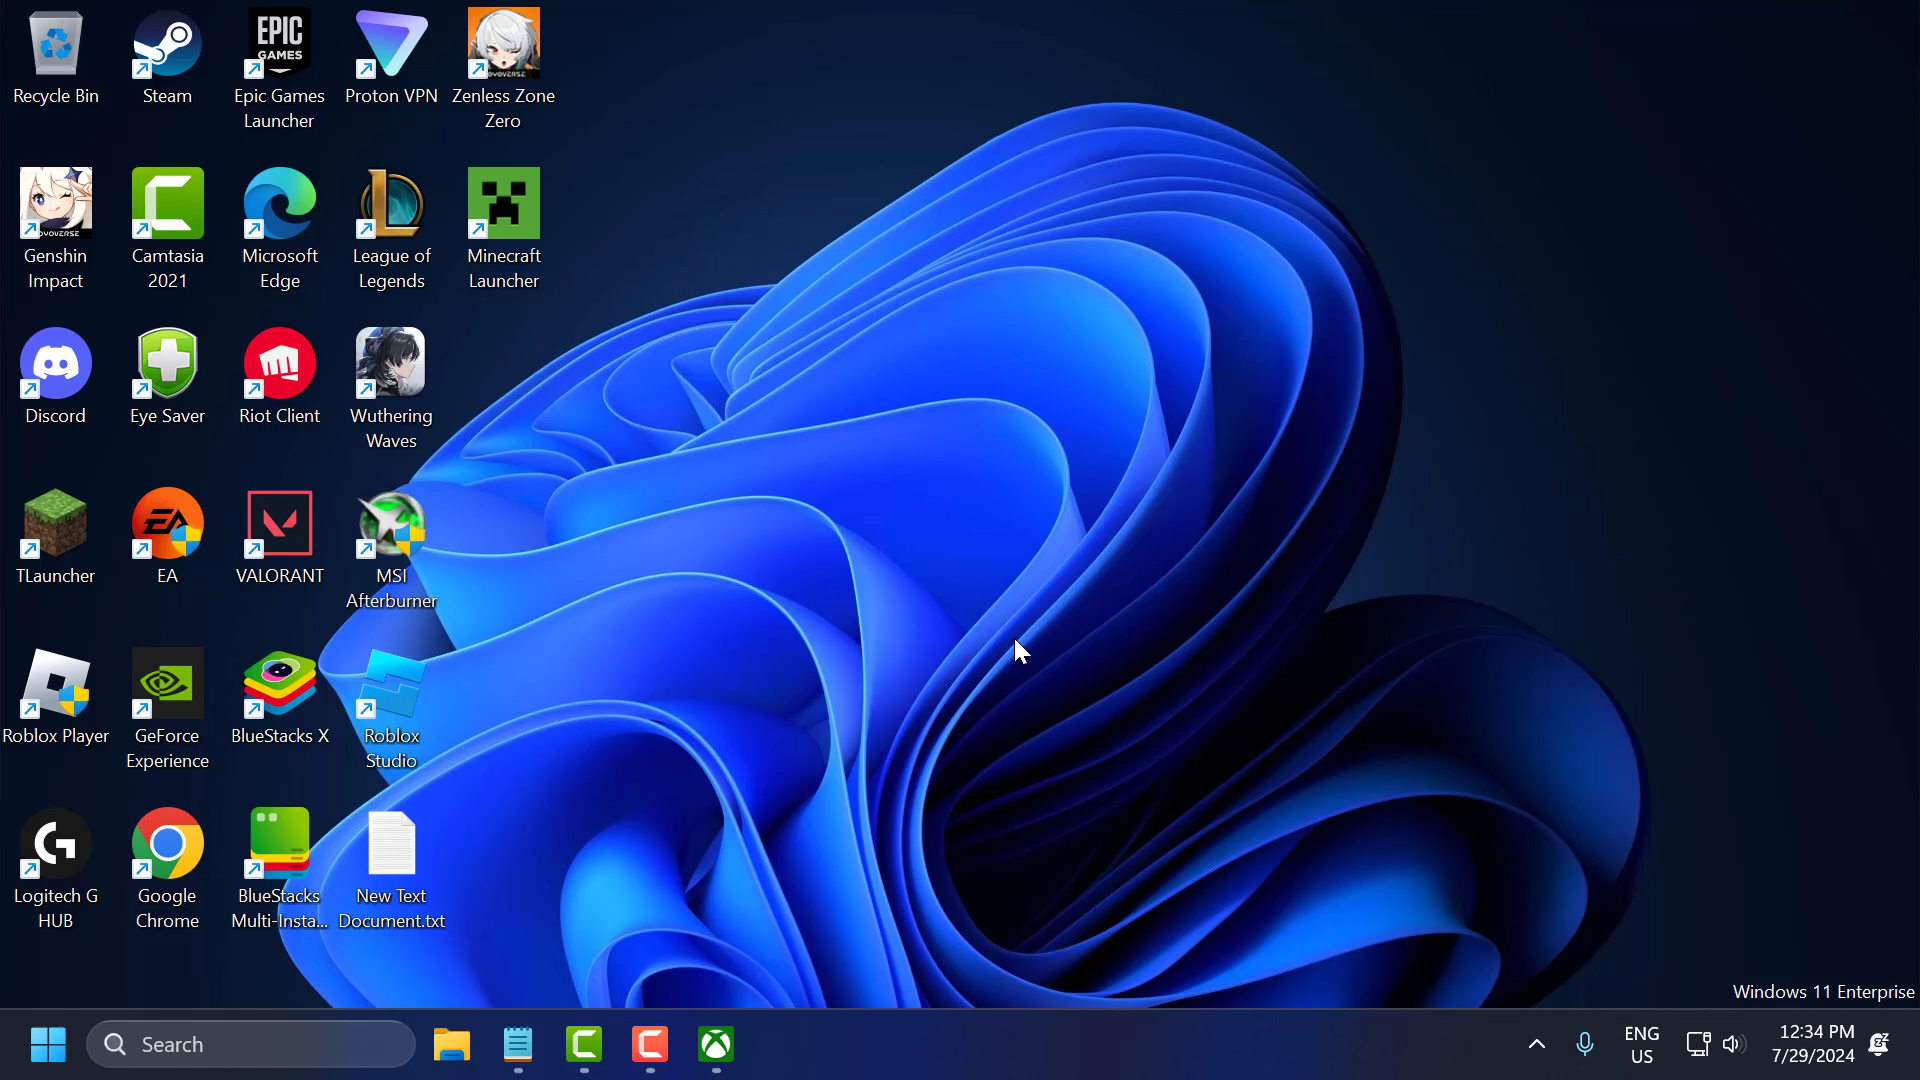 Recycle Bin
Steam
EPIC
GAMES
Epic Games
Launcher
Proton VPN
Zenless Zone
Zero
Genshin
Impact
Camtasia
2021
Microsoft
Edge
League of
Legends
Minecraft
Launcher
Discord
Eye Saver
Riot Client
Wuthering
Waves
TLauncher
EA
EA
VALORANT
MSI
Afterburner
Roblox Player
GeForce
Experience
BlueStacks X
Roblox
Studio
Logitech G
HUB
Google
Chrome
BlueStacks
Multi-Insta...
New Text
Document.txt
Windows 11 Enterprise
Search
ENG
US
12:34 PM
7/29/2024